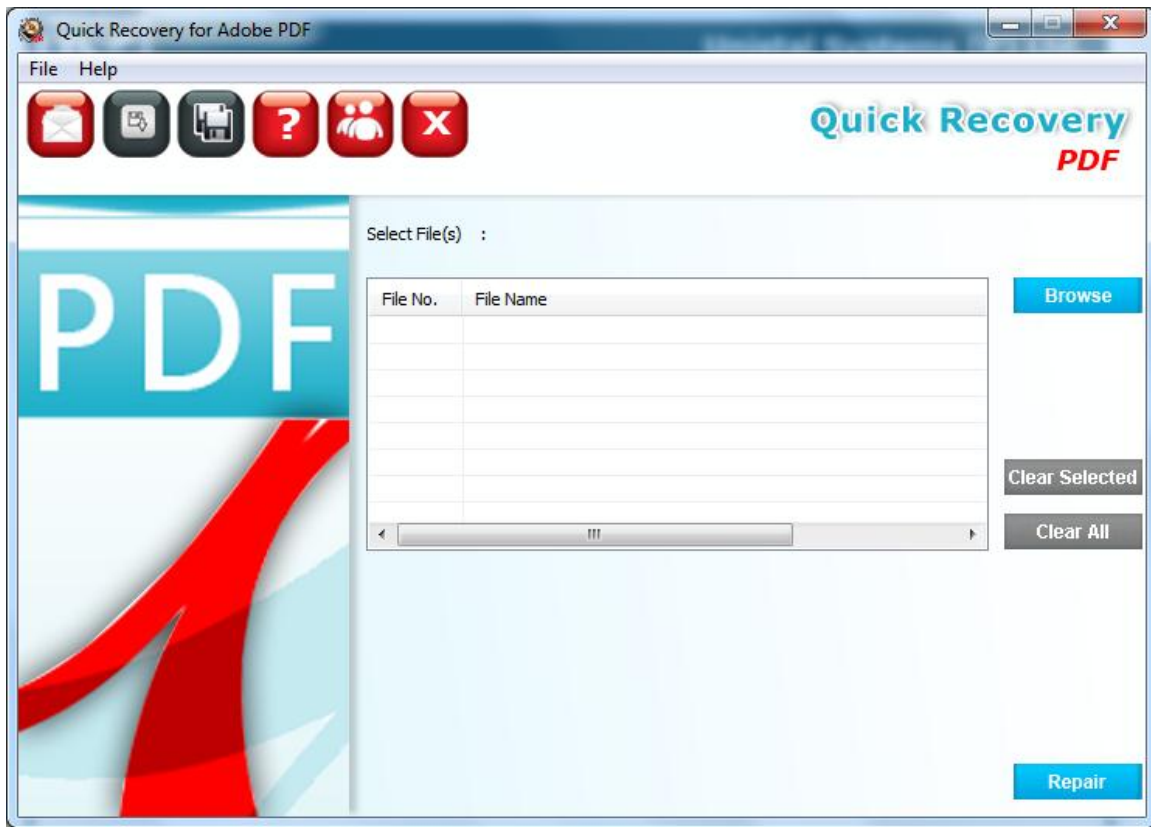 Quick Recovery for Adobe PDF
File Help
Quick Recovery
PDF
PDF
Select File(s) :
File No. File Name
Browse
Clear Selected
Clear All
Repair